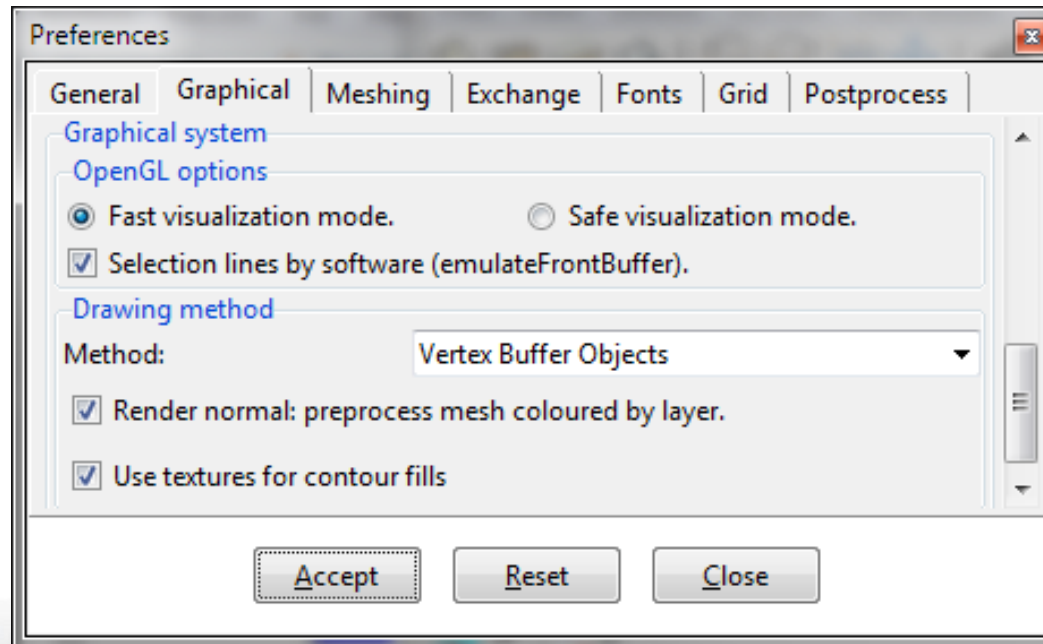 Preferences
General Graphical Meshing Exchange Fonts Grid Postprocess
Graphical system
OpenGL options
Fast visualization mode. Safe visualization mode.
Selection lines by software (emulateFrontBuffer).
Drawing method
Method: Vertex Buffer Objects
Render normal: preprocess mesh coloured by layer.
Use textures for contour fills
Accept Reset Close